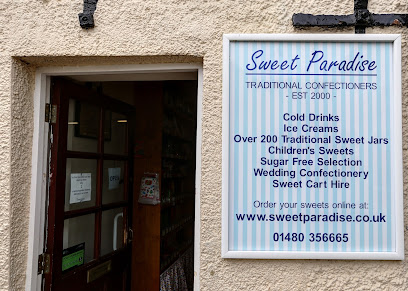 Sweet Paradise
TRADITIONAL CONFECTIONERS
- EST 2000 -
Cold Drinks
Ice Creams
Over 200 Traditional Sweet Jars
Children's Sweets
Sugar Free Selection
Wedding Confectionery
Sweet Cart Hire
Order your sweets online at:
www.sweetparadise.co.uk
01480 356665